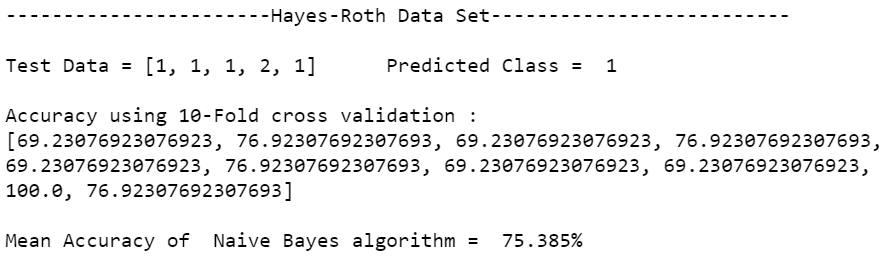 -----------------------Hayes-Roth Data Set--------------------------
Test Data = [1, 1, 1, 2, 1]      Predicted Class =  1
Accuracy using 10-Fold cross validation :
[69.23076923076923, 76.92307692307693, 69.23076923076923, 76.92307692307693,
69.23076923076923, 76.92307692307693, 69.23076923076923, 69.23076923076923,
100.0, 76.92307692307693]
Mean Accuracy of  Naive Bayes algorithm =  75.385%